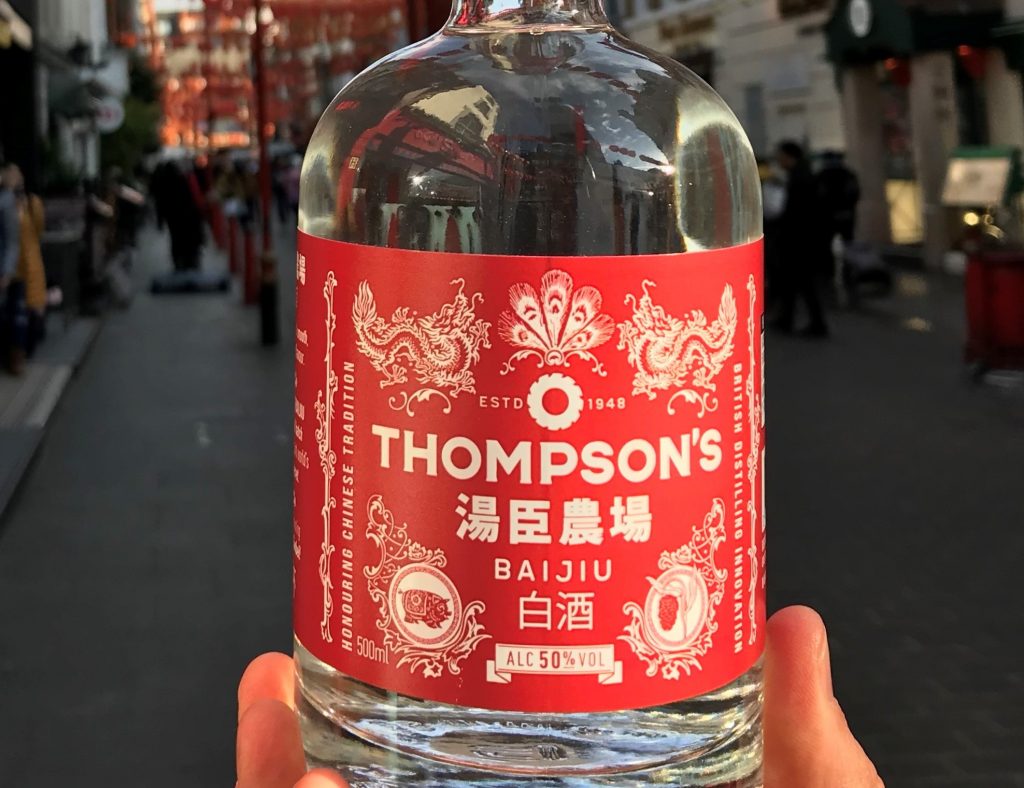 ESTD 1948
THOMPSON'S
湯臣農場
BAIJIU
白酒
ALC 50% VOL
500ml
HONOURING CHINESE TRADITION
BRITISH DISTILLING INNOVATION